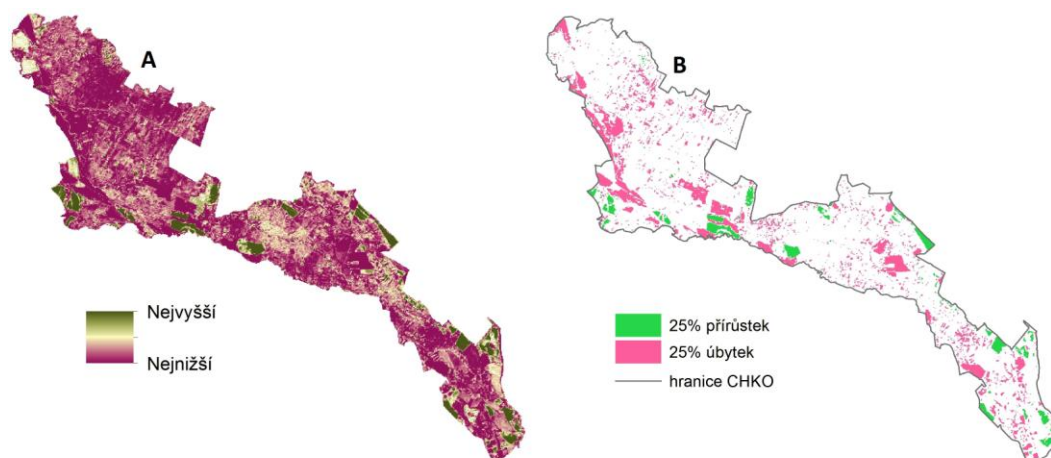 A
B
Nejvyšší
Nejnižší
25% přírůstek
25% úbytek
hranice CHKO